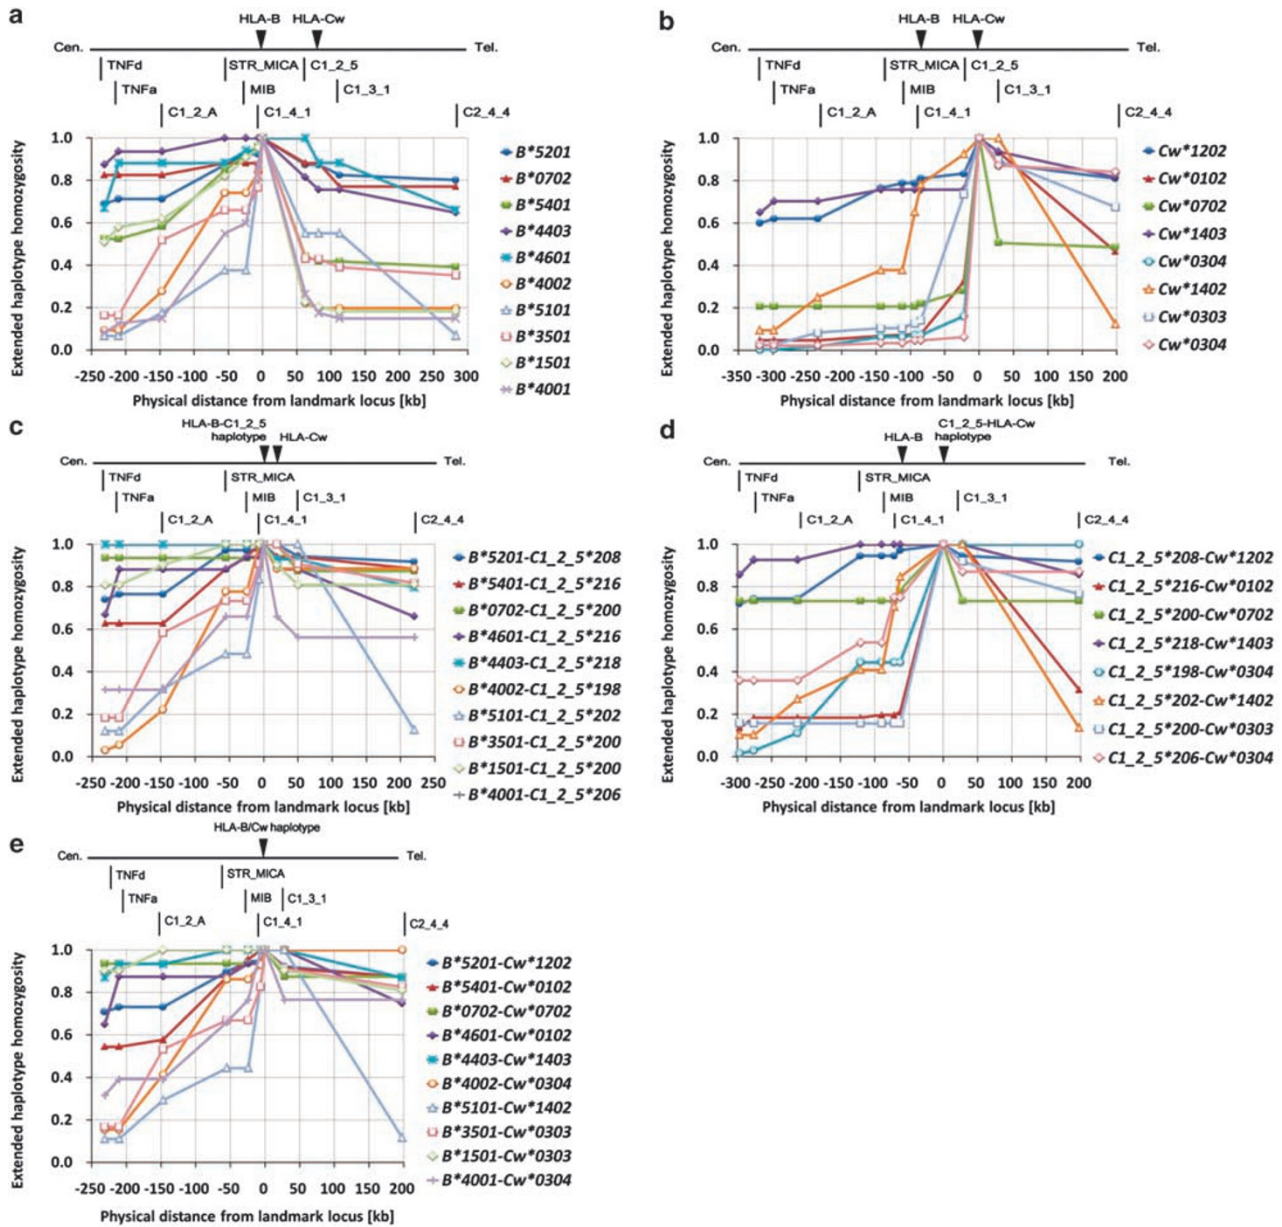 a
HLA-B HLA-Cw
Cen. Tel.
TNFd STR_MICA C1_2_5
TNFa MIB C1_3_1
C1_2_A C1_4_1 C2_4_4
Extended haplotype homozygosity
1.0
0.8
0.6
0.4
0.2
0.0
-250 -200 -150 -100 -50 0 50 100 150 200 250 300
Physical distance from landmark locus [kb]
B*5201
B*0702
B*5401
B*4403
B*4601
B*4002
B*5101
B*3501
B*1501
B*4001
b
HLA-B HLA-Cw
Cen. Tel.
TNFd STR_MICA C1_2_5
TNFa MIB C1_3_1
C1_2_A C1_4_1 C2_4_4
Extended haplotype homozygosity
1.0
0.8
0.6
0.4
0.2
0.0
-350 -300 -250 -200 -150 -100 -50 0 50 100 150 200
Physical distance from landmark locus [kb]
Cw*1202
Cw*0102
Cw*0702
Cw*1403
Cw*0304
Cw*1402
Cw*0303
Cw*0304
c
HLA-B-C1_2_5
haplotype HLA-Cw
Cen. Tel.
TNFd STR_MICA
TNFa MIB C1_3_1
C1_2_A C1_4_1 C2_4_4
Extended haplotype homozygosity
1.0
0.8
0.6
0.4
0.2
0.0
-250 -200 -150 -100 -50 0 50 100 150 200 250
Physical distance from landmark locus [kb]
B*5201-C1_2_5*208
B*5401-C1_2_5*216
B*0702-C1_2_5*200
B*4601-C1_2_5*216
B*4403-C1_2_5*218
B*4002-C1_2_5*198
B*5101-C1_2_5*202
B*3501-C1_2_5*200
B*1501-C1_2_5*200
B*4001-C1_2_5*206
d
C1_2_5-HLA-Cw
HLA-B haplotype
Cen. Tel.
TNFd STR_MICA
TNFa MIB C1_3_1
C1_2_A C1_4_1 C2_4_4
Extended haplotype homozygosity
1.0
0.8
0.6
0.4
0.2
0.0
-300 -250 -200 -150 -100 -50 0 50 100 150 200
Physical distance from landmark locus [kb]
C1_2_5*208-Cw*1202
C1_2_5*216-Cw*0102
C1_2_5*200-Cw*0702
C1_2_5*218-Cw*1403
C1_2_5*198-Cw*0304
C1_2_5*202-Cw*1402
C1_2_5*200-Cw*0303
C1_2_5*206-Cw*0304
e
HLA-B/Cw haplotype
Cen. Tel.
TNFd STR_MICA
TNFa MIB C1_3_1
C1_2_A C1_4_1 C2_4_4
Extended haplotype homozygosity
1.0
0.8
0.6
0.4
0.2
0.0
-250 -200 -150 -100 -50 0 50 100 150 200
Physical distance from landmark locus [kb]
B*5201-Cw*1202
B*5401-Cw*0102
B*0702-Cw*0702
B*4601-Cw*0102
B*4403-Cw*1403
B*4002-Cw*0304
B*5101-Cw*1402
B*3501-Cw*0303
B*1501-Cw*0303
B*4001-Cw*0304